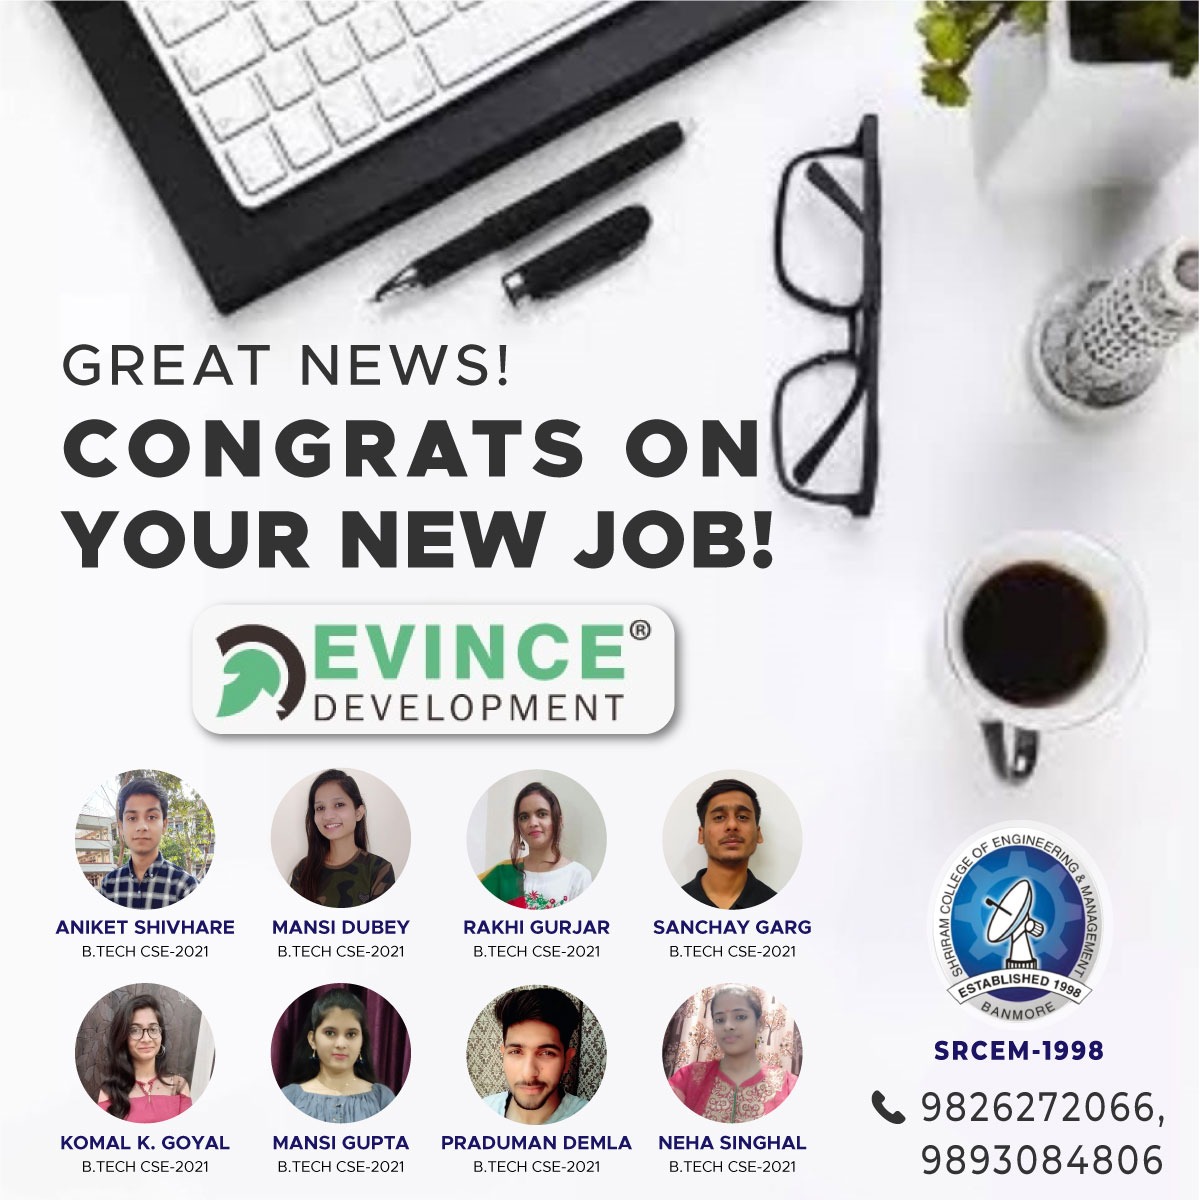 GREAT NEWS!
CONGRATS ON
YOUR NEW JOB!
EVINCE®
DEVELOPMENT
ANIKET SHIVHARE
B.TECH CSE-2021
MANSI DUBEY
B.TECH CSE-2021
RAKHI GURJAR
B.TECH CSE-2021
SANCHAY GARG
B.TECH CSE-2021
KOMAL K. GOYAL
B.TECH CSE-2021
MANSI GUPTA
B.TECH CSE-2021
PRADUMAN DEMLA
B.TECH CSE-2021
NEHA SINGHAL
B.TECH CSE-2021
SHRIRAM COLLEGE OF ENGINEERING & MANAGEMENT
ESTABLISHED 1998
BANMORE
SRCEM-1998
9826272066,
9893084806